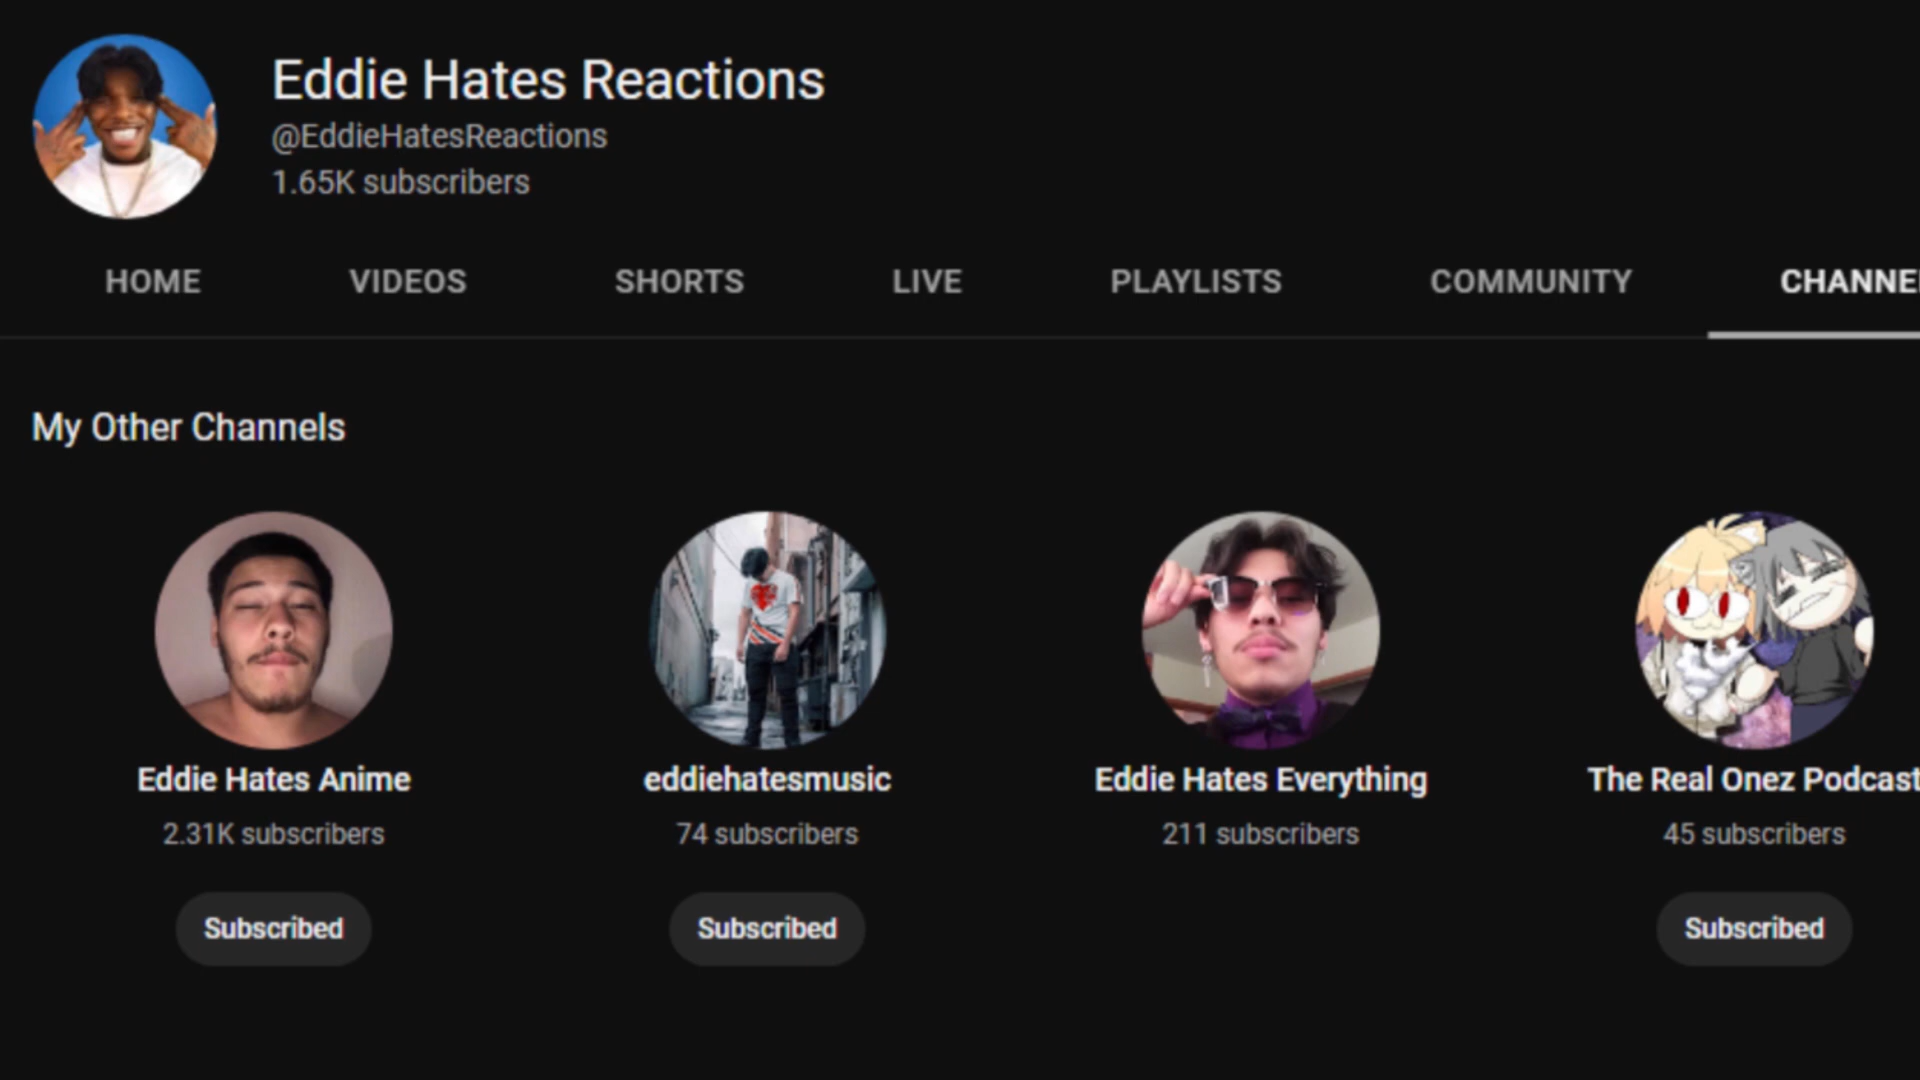 Eddie Hates Reactions
@EddieHatesReactions
1.65K subscribers
HOME VIDEOS SHORTS LIVE PLAYLISTS COMMUNITY CHANNEL
My Other Channels
Eddie Hates Anime eddiehatesmusic Eddie Hates Everything The Real Onez Podcast
2.31K subscribers 74 subscribers 211 subscribers 45 subscribers
Subscribed Subscribed Subscribed